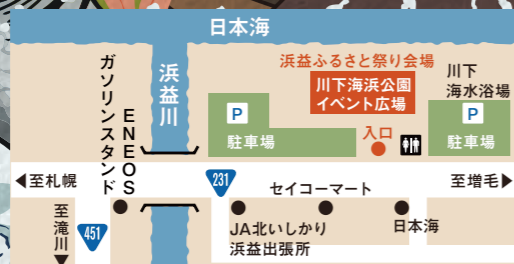 日本海
浜益ふるさと祭り会場
川下海浜公園
イベント広場
川下
海水浴場
浜益川
ガソリンスタンド
ENEOS
P
駐車場
入口
P
駐車場
◀至札幌
231
セイコーマート
至増毛▶
至滝川▼
451
JA北いしかり
浜益出張所
日本海